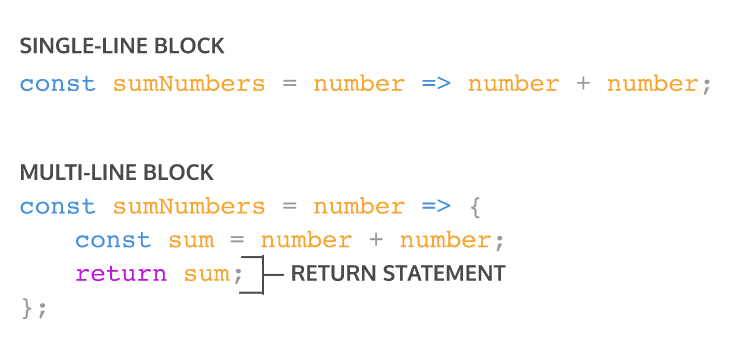 SINGLE-LINE BLOCK
const sumNumbers = number => number + number;
MULTI-LINE BLOCK
const sumNumbers = number => {
const sum = number + number;
return sum; RETURN STATEMENT
};